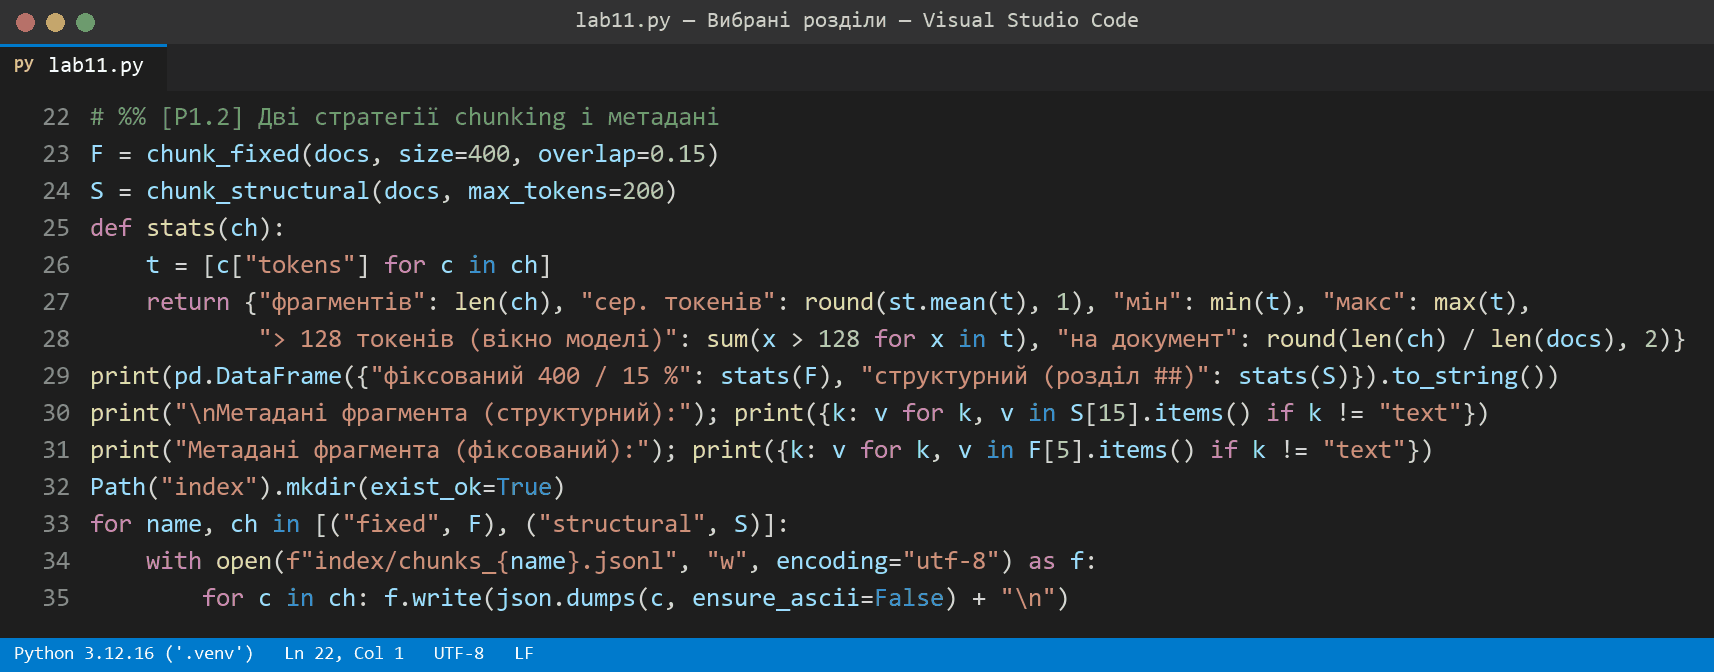 lab11.py — Вибрані розділи — Visual Studio Code
py lab11.py
22 # %% [P1.2] Дві стратегії chunking і метадані
23 F = chunk_fixed(docs, size=400, overlap=0.15)
24 S = chunk_structural(docs, max_tokens=200)
25 def stats(ch):
26     t = [c["tokens"] for c in ch]
27     return {"фрагментів": len(ch), "сер. токенів": round(st.mean(t), 1), "мін": min(t), "макс": max(t),
28             "> 128 токенів (вікно моделі)": sum(x > 128 for x in t), "на документ": round(len(ch) / len(docs), 2)}
29 print(pd.DataFrame({"фіксований 400 / 15 %": stats(F), "структурний (розділ ##)": stats(S)}).to_string())
30 print("\nМетадані фрагмента (структурний):"); print({k: v for k, v in S[15].items() if k != "text"})
31 print("Метадані фрагмента (фіксований):"); print({k: v for k, v in F[5].items() if k != "text"})
32 Path("index").mkdir(exist_ok=True)
33 for name, ch in [("fixed", F), ("structural", S)]:
34     with open(f"index/chunks_{name}.jsonl", "w", encoding="utf-8") as f:
35         for c in ch: f.write(json.dumps(c, ensure_ascii=False) + "\n")
Python 3.12.16 ('.venv') Ln 22, Col 1 UTF-8 LF